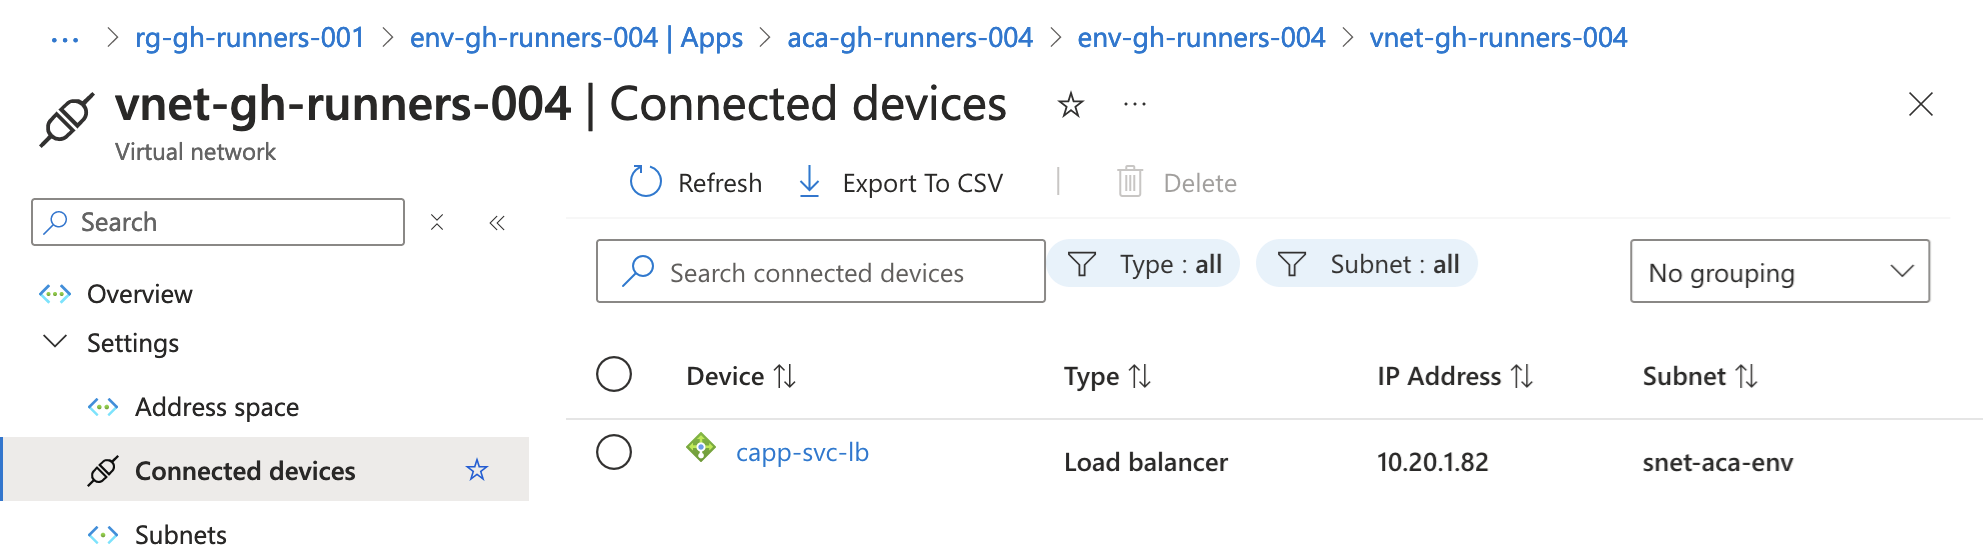 ... > rg-gh-runners-001 > env-gh-runners-004 | Apps > aca-gh-runners-004 > env-gh-runners-004 > vnet-gh-runners-004
vnet-gh-runners-004 | Connected devices
Virtual network
Refresh
Export To CSV
Delete
Search
Search connected devices
Type : all
Subnet : all
No grouping
Overview
Settings
Address space
Connected devices
Subnets
Device Type IP Address Subnet
capp-svc-lb Load balancer 10.20.1.82 snet-aca-env